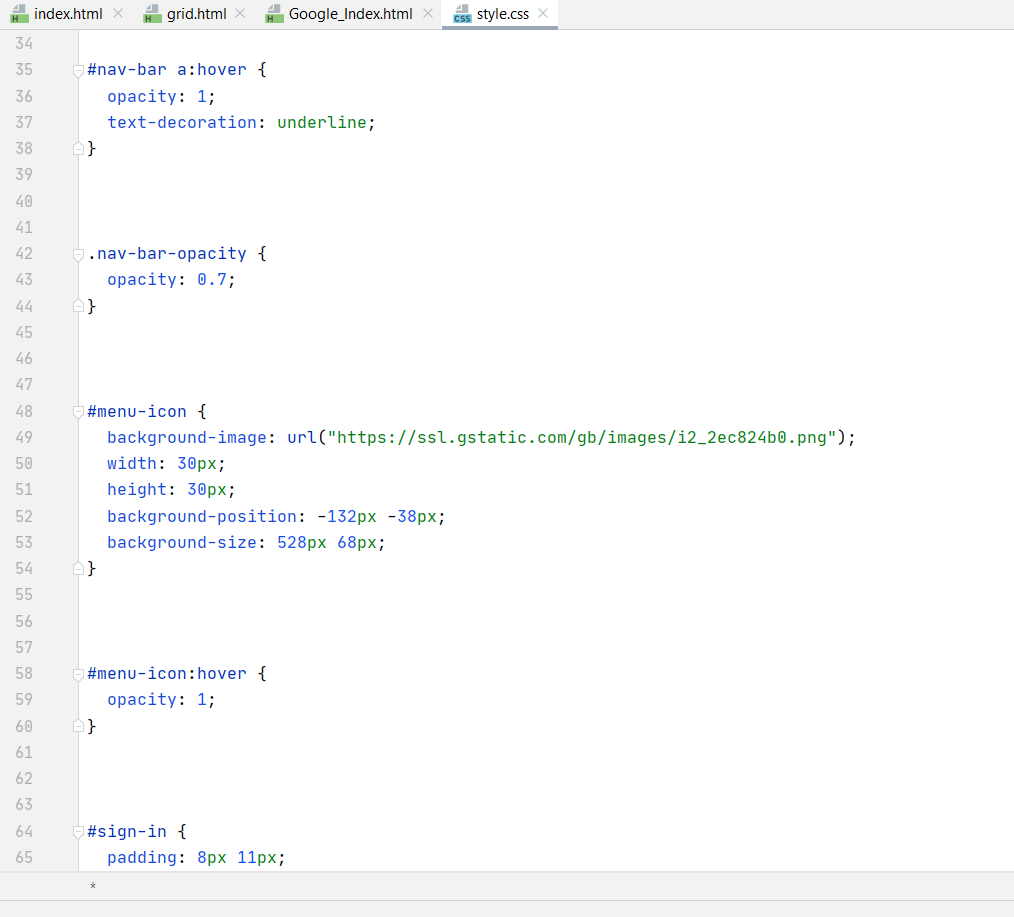 index.html grid.html Google_Index.html style.css
34
35 #nav-bar a:hover {
36 opacity: 1;
37 text-decoration: underline;
38 }
39
40
41
42 .nav-bar-opacity {
43 opacity: 0.7;
44 }
45
46
47
48 #menu-icon {
49 background-image: url("https://ssl.gstatic.com/gb/images/i2_2ec824b0.png");
50 width: 30px;
51 height: 30px;
52 background-position: -132px -38px;
53 background-size: 528px 68px;
54 }
55
56
57
58 #menu-icon:hover {
59 opacity: 1;
60 }
61
62
63
64 #sign-in {
65 padding: 8px 11px;
*